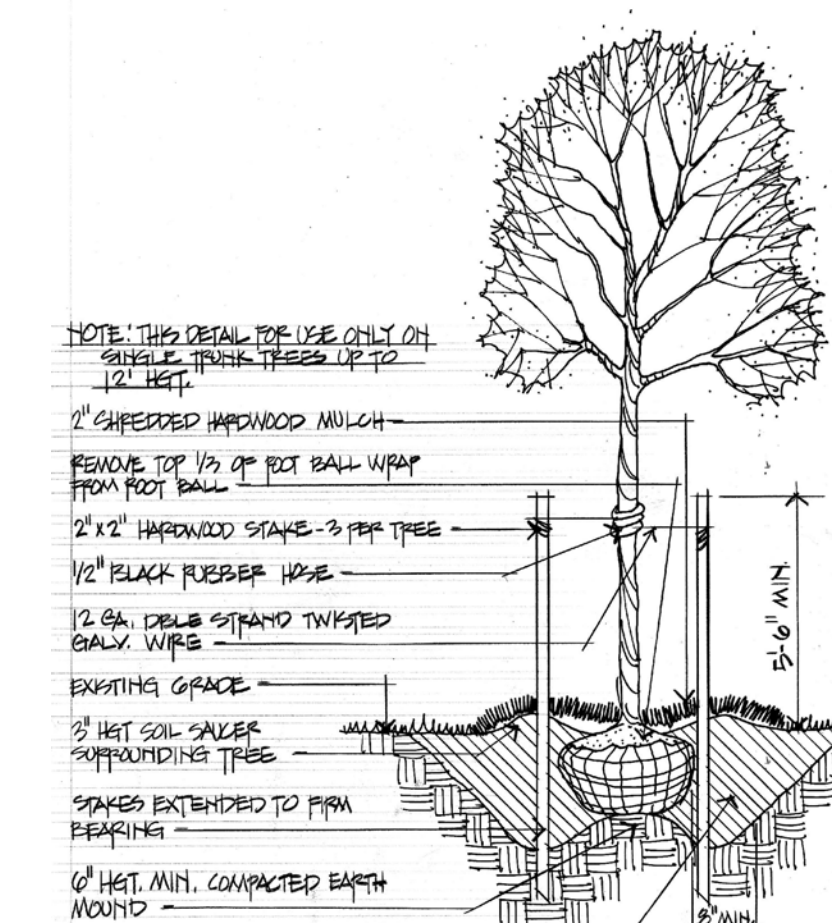 NOTE: THIS DETAIL FOR USE ONLY ON
SINGLE TRUNK TREES UP TO
12' HGT.
2" SHREDDED HARDWOOD MULCH
REMOVE TOP 1/3 OF ROOT BALL WRAP
FROM ROOT BALL
2"x2" HARDWOOD STAKE - 3 PER TREE
1/2" BLACK RUBBER HOSE
12 GA. DBLE STRAND TWISTED
GALV. WIRE
EXISTING GRADE
3" HGT SOIL SAUCER
SURROUNDING TREE
STAKES EXTENDED TO FIRM
BEARING
6" HGT. MIN. COMPACTED EARTH
MOUND
5'-6" MIN.
8" MIN.